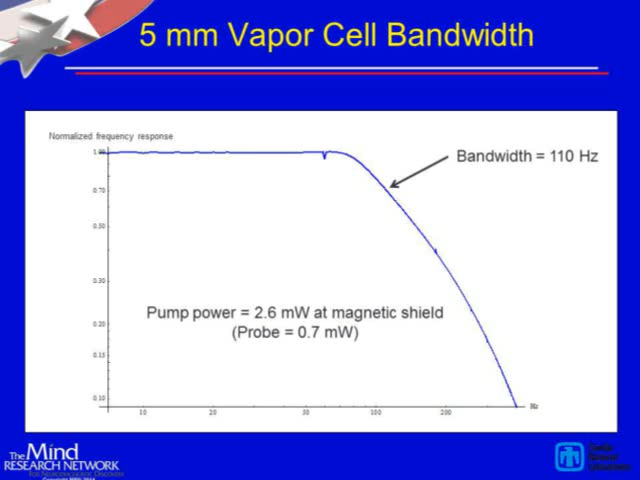 5 mm Vapor Cell Bandwidth
Normalized frequency response
1.00
Bandwidth = 110 Hz
0.70
0.50
0.30
Pump power = 2.6 mW at magnetic shield
(Probe = 0.7 mW)
0.20
0.15
0.10
Hz
10 20 50 100 200
The Mind
RESEARCH NETWORK